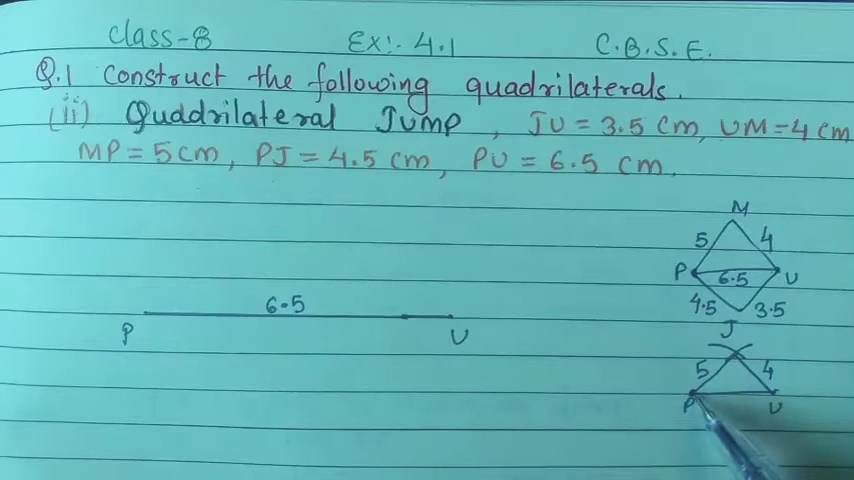 class-8 Ex:. 4.1 C.B.S.E.
Q.1 Construct the following quadrilaterals.
(ii) Quddrilateral JUMP, JU = 3.5 cm, UM = 4 cm
MP = 5 cm, PJ = 4.5 cm, PU = 6.5 cm.
M
5 4
P 6.5 U
4.5 3.5
J
6.5
P U
5 4
P U